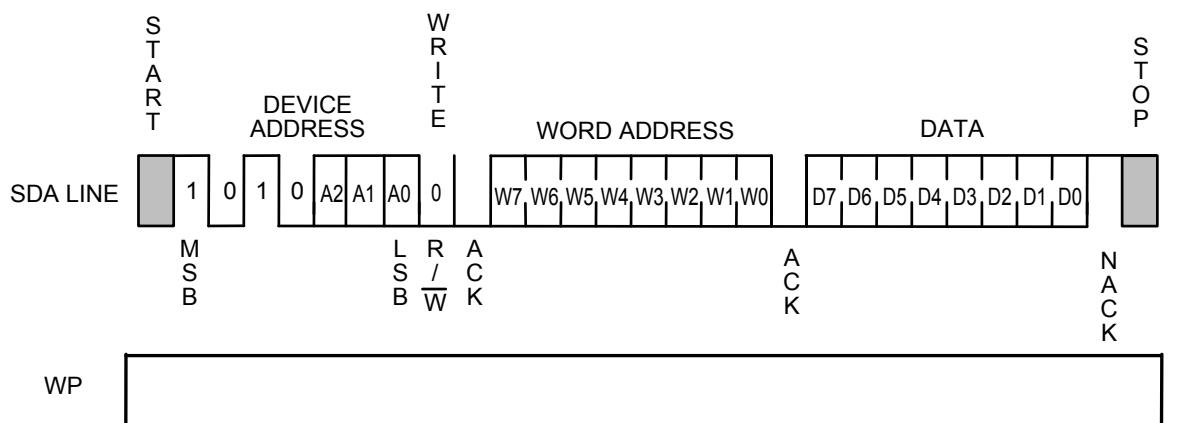 START
WRITE
STOP
DEVICE
ADDRESS
WORD ADDRESS
DATA
SDA LINE
1 0 1 0 A2 A1 A0 0 W7 W6 W5 W4 W3 W2 W1 W0 D7 D6 D5 D4 D3 D2 D1 D0
MSB
LSB
R/W
ACK
ACK
NACK
WP